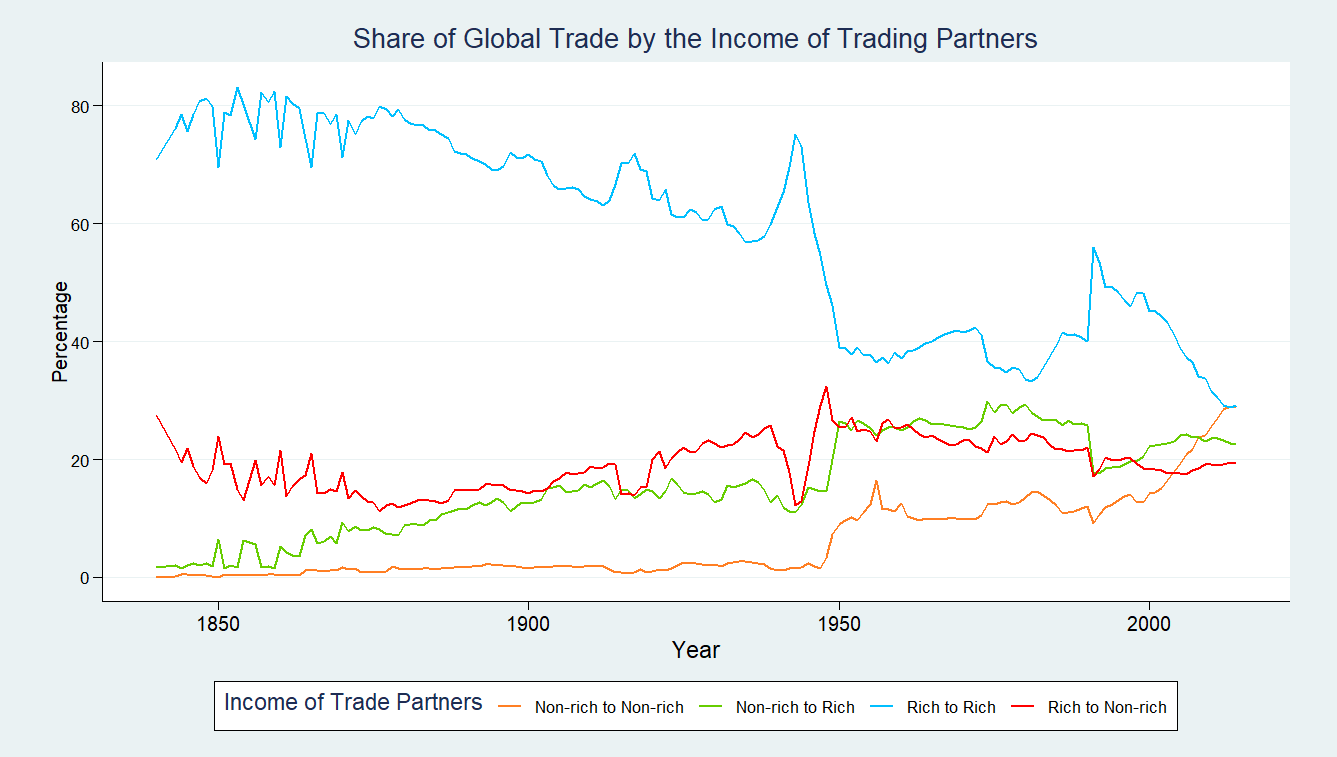 Share of Global Trade by the Income of Trading Partners
80
60
40
20
0
Percentage
1850 1900 1950 2000
Year
Income of Trade Partners Non-rich to Non-rich Non-rich to Rich Rich to Rich Rich to Non-rich